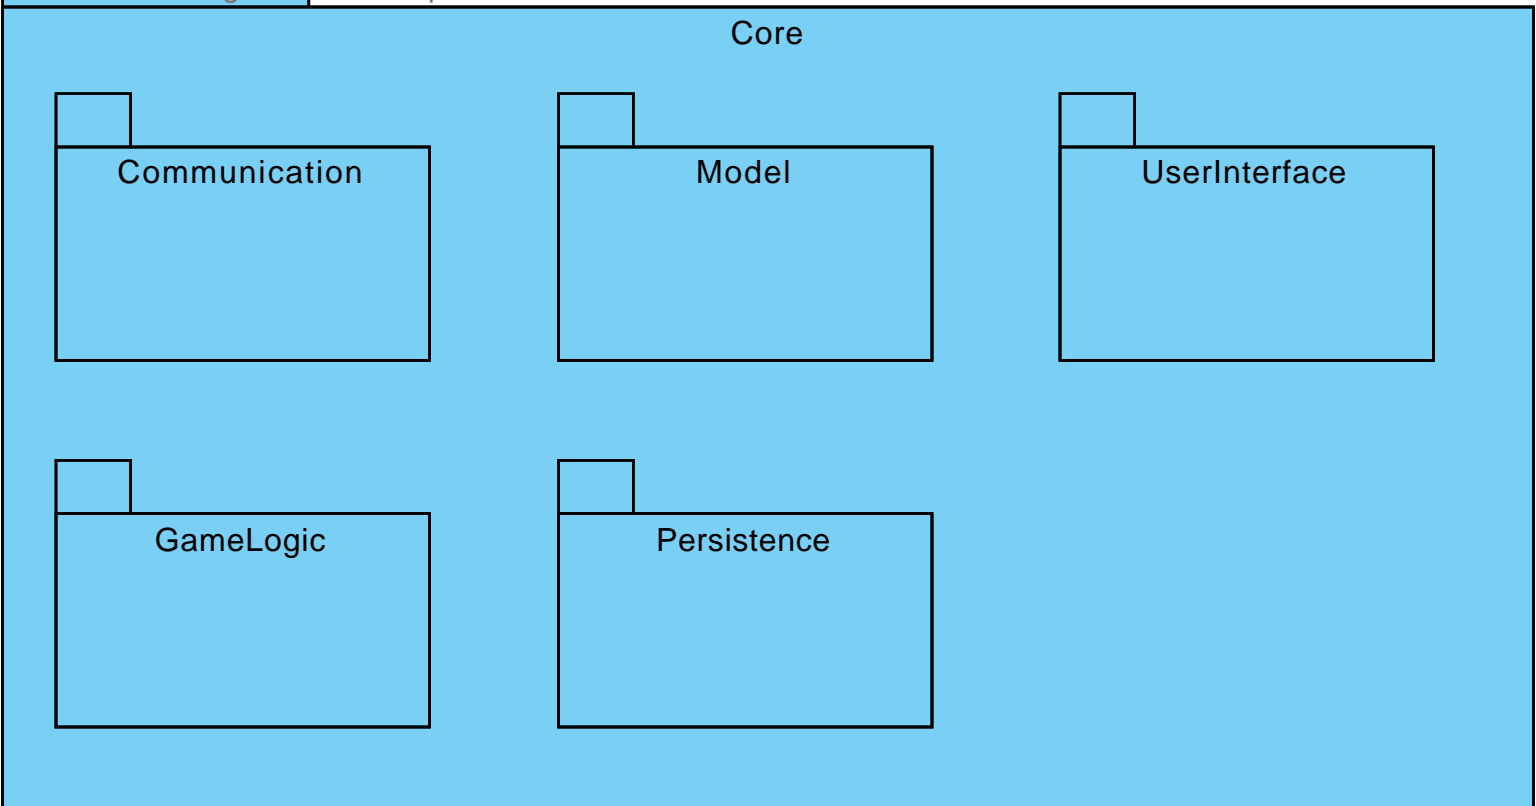 Core
Communication
Model
UserInterface
GameLogic
Persistence